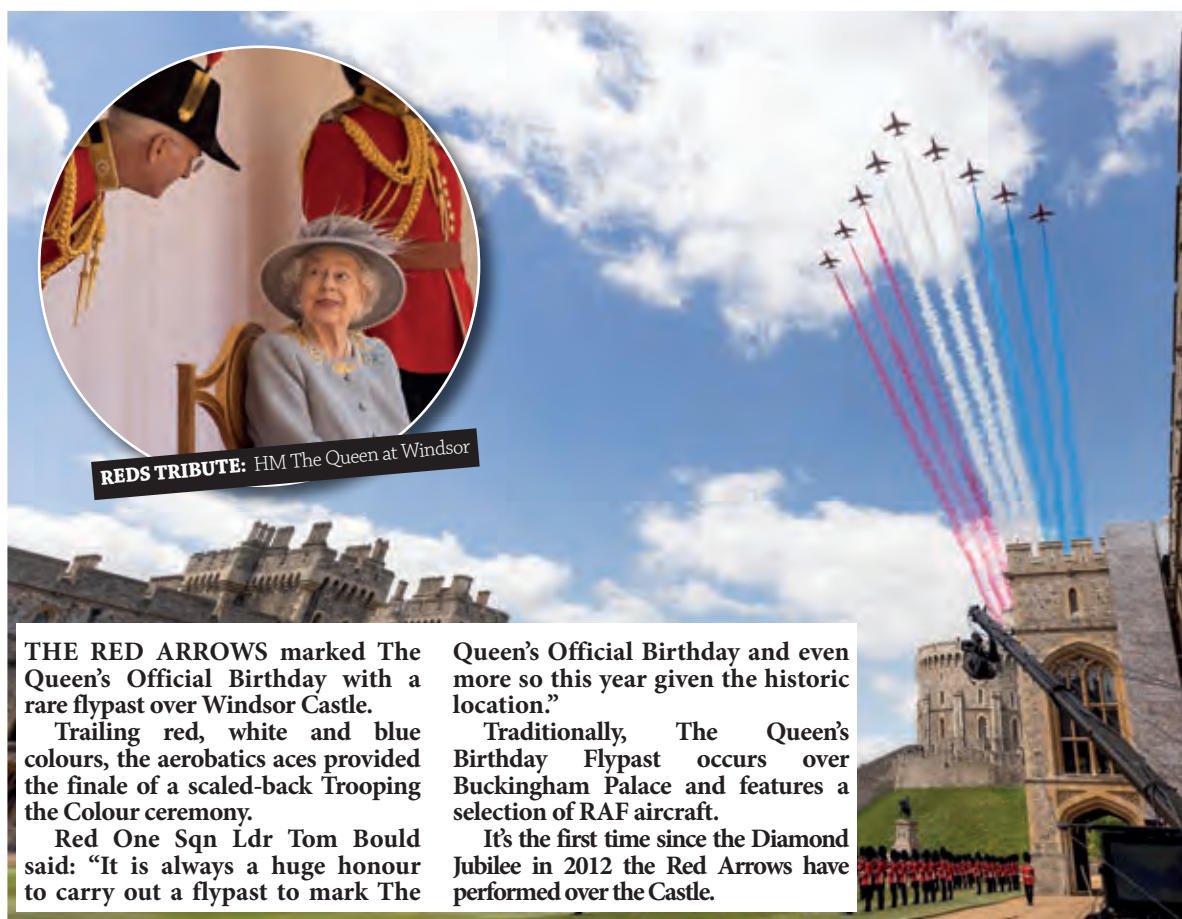 REDS TRIBUTE: HM The Queen at Windsor
THE RED ARROWS marked The
Queen’s Official Birthday with a
rare flypast over Windsor Castle.
Trailing red, white and blue
colours, the aerobatics aces provided
the finale of a scaled-back Trooping
the Colour ceremony.
Red One Sqn Ldr Tom Bould
said: “It is always a huge honour
to carry out a flypast to mark The
Queen’s Official Birthday and even
more so this year given the historic
location.”
Traditionally, The Queen’s
Birthday Flypast occurs over
Buckingham Palace and features a
selection of RAF aircraft.
It’s the first time since the Diamond
Jubilee in 2012 the Red Arrows have
performed over the Castle.